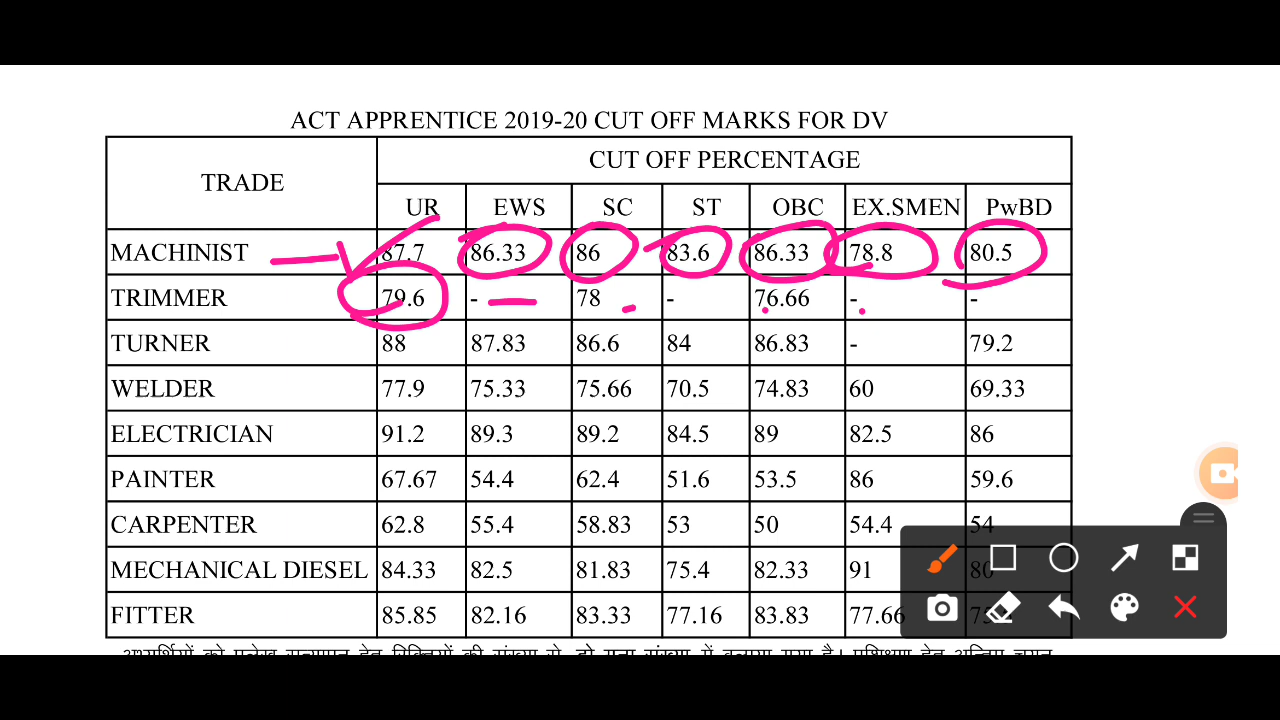 ACT APPRENTICE 2019-20 CUT OFF MARKS FOR DV
TRADE CUT OFF PERCENTAGE
UR EWS SC ST OBC EX.SMEN PwBD
MACHINIST 87.7 86.33 86 83.6 86.33 78.8 80.5
TRIMMER 79.6 - 78 - 76.66 - -
TURNER 88 87.83 86.6 84 86.83 - 79.2
WELDER 77.9 75.33 75.66 70.5 74.83 60 69.33
ELECTRICIAN 91.2 89.3 89.2 84.5 89 82.5 86
PAINTER 67.67 54.4 62.4 51.6 53.5 86 59.6
CARPENTER 62.8 55.4 58.83 53 50 54.4 54
MECHANICAL DIESEL 84.33 82.5 81.83 75.4 82.33 91 80
FITTER 85.85 82.16 83.33 77.16 83.83 77.66